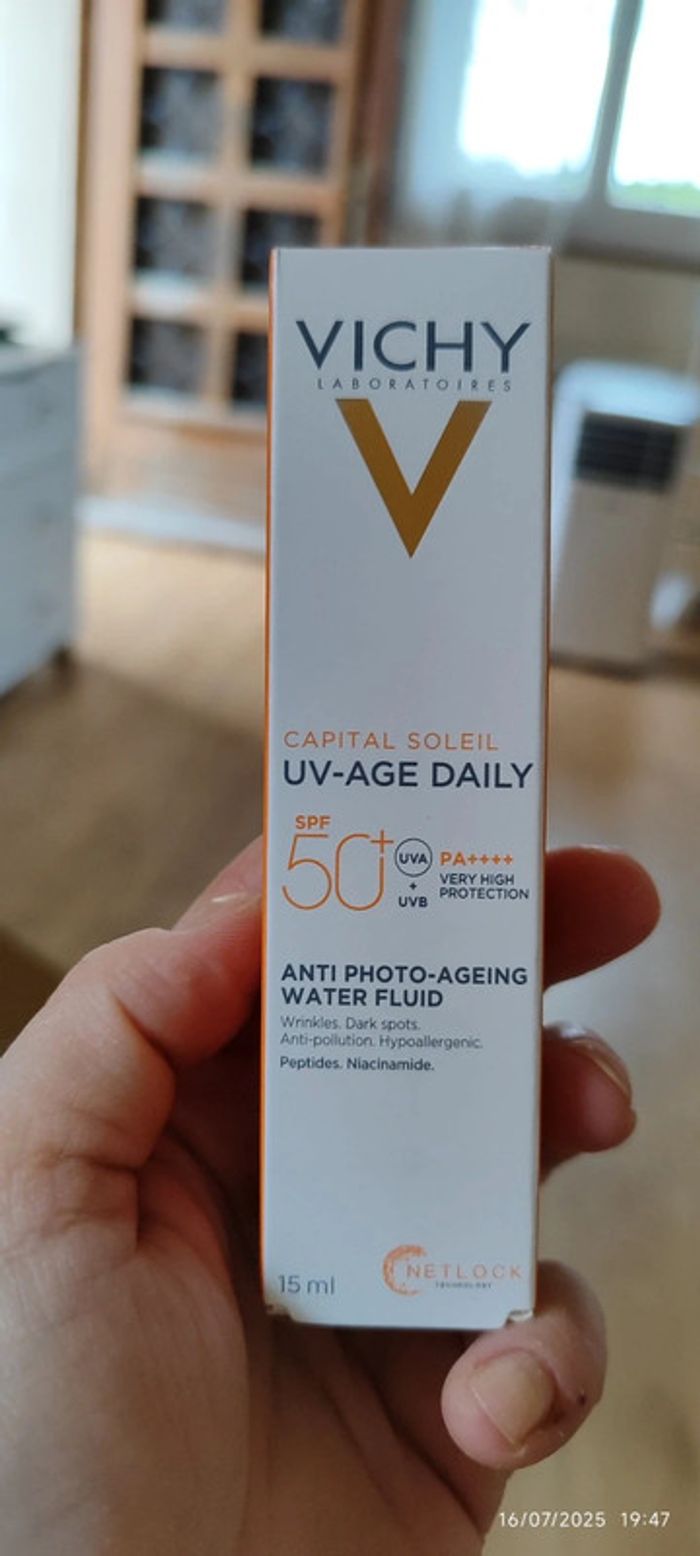 VICHY
LABORATOIRES
CAPITAL SOLEIL
UV-AGE DAILY
SPF
50+ UVA + UVB
PA++++
VERY HIGH
PROTECTION
ANTI PHOTO-AGEING
WATER FLUID
Wrinkles. Dark spots.
Anti-pollution. Hypoallergenic.
Peptides. Niacinamide.
15 ml
NETLOCK
TECHNOLOGY
16/07/2025 19:47